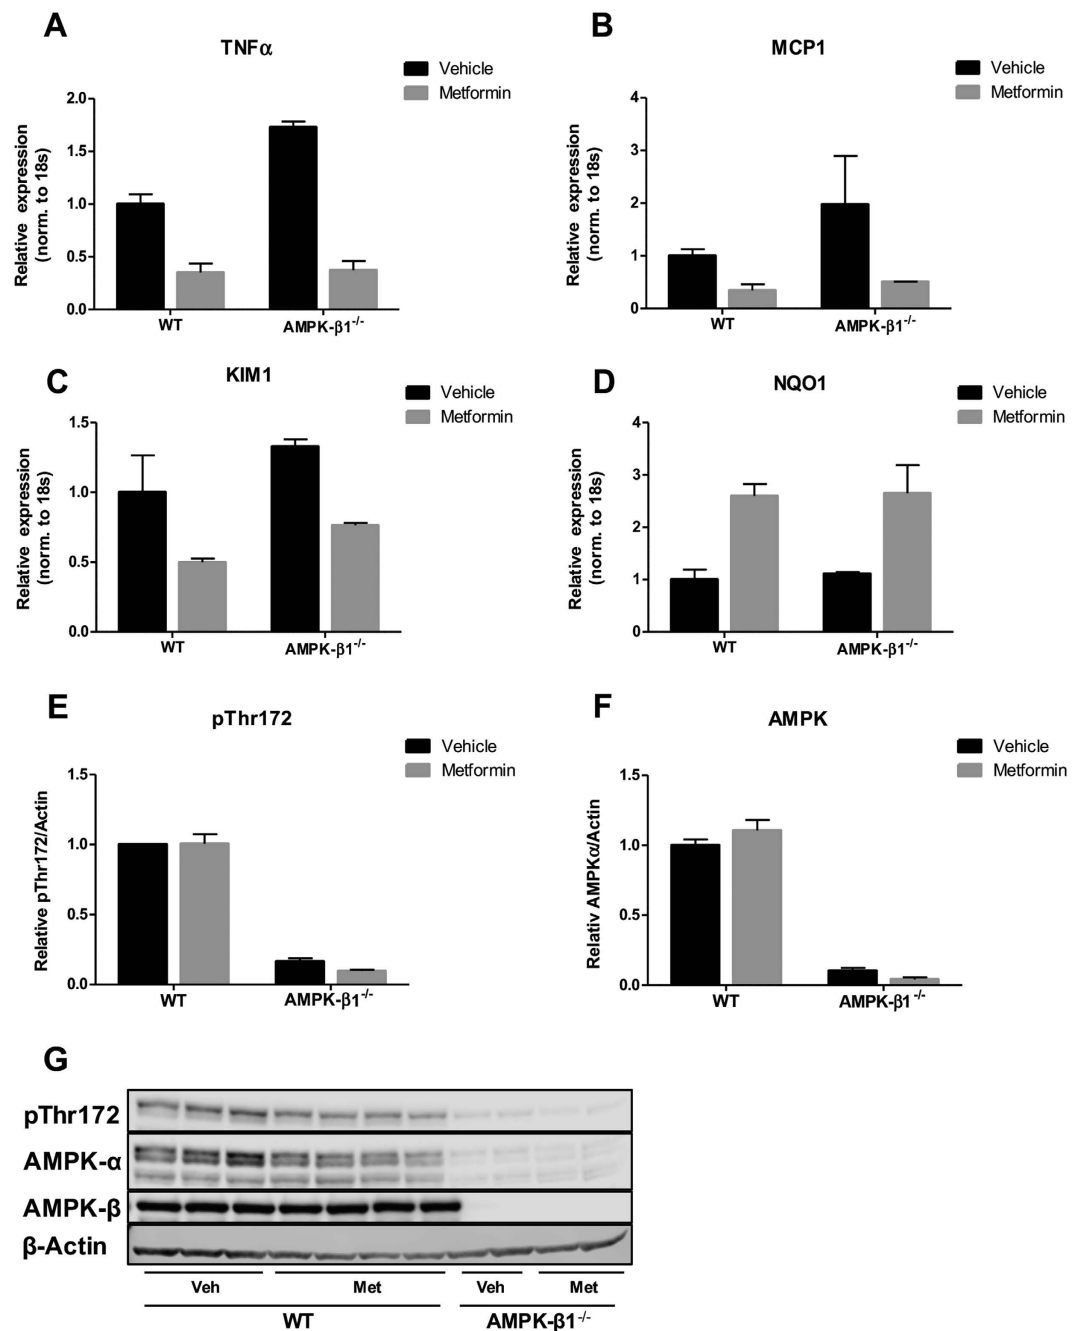 A
TNFα
Vehicle
Metformin
Relative expression
(norm. to 18s)
2.0
1.5
1.0
0.5
0.0
WT
AMPK-β1-/-
B
MCP1
Vehicle
Metformin
Relative expression
(norm. to 18s)
4
3
2
1
0
WT
AMPK-β1-/-
C
KIM1
Vehicle
Metformin
Relative expression
(norm. to 18s)
1.5
1.0
0.5
0.0
WT
AMPK-β1-/-
D
NQO1
Vehicle
Metformin
Relative expression
(norm. to 18s)
4
3
2
1
0
WT
AMPK-β1-/-
E
pThr172
Vehicle
Metformin
Relative pThr172/Actin
1.5
1.0
0.5
0.0
WT
AMPK-β1-/-
F
AMPK
Vehicle
Metformin
Relativ AMPKα/Actin
1.5
1.0
0.5
0.0
WT
AMPK-β1-/-
G
pThr172
AMPK-α
AMPK-β
β-Actin
Veh Met Veh Met
WT AMPK-β1-/-